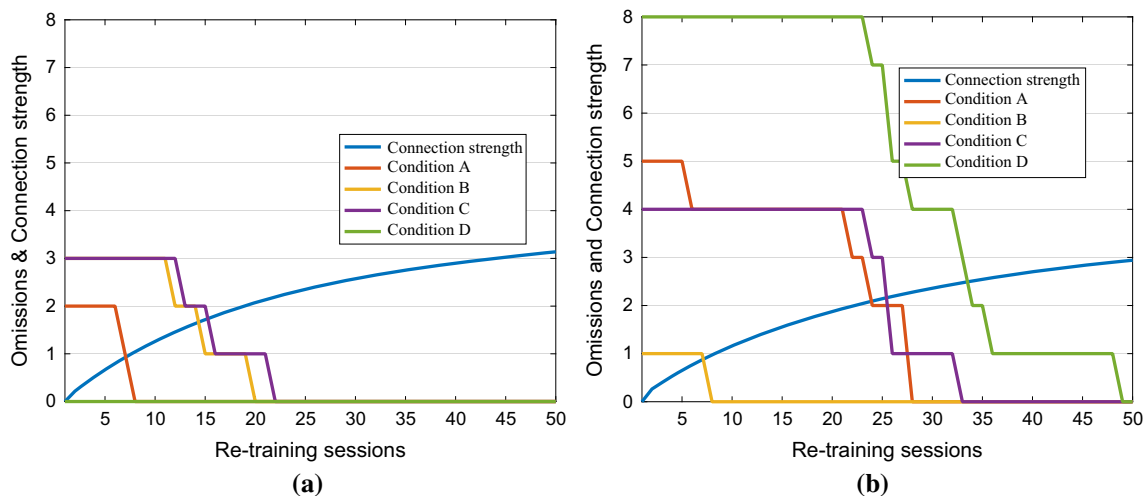 8
7
6
5
4
3
2
1
0
Omissions & Connection strength
Connection strength
Condition A
Condition B
Condition C
Condition D
5 10 15 20 25 30 35 40 45 50
Re-training sessions
(a)
8
7
6
5
4
3
2
1
0
Omissions and Connection strength
Connection strength
Condition A
Condition B
Condition C
Condition D
5 10 15 20 25 30 35 40 45 50
Re-training sessions
(b)